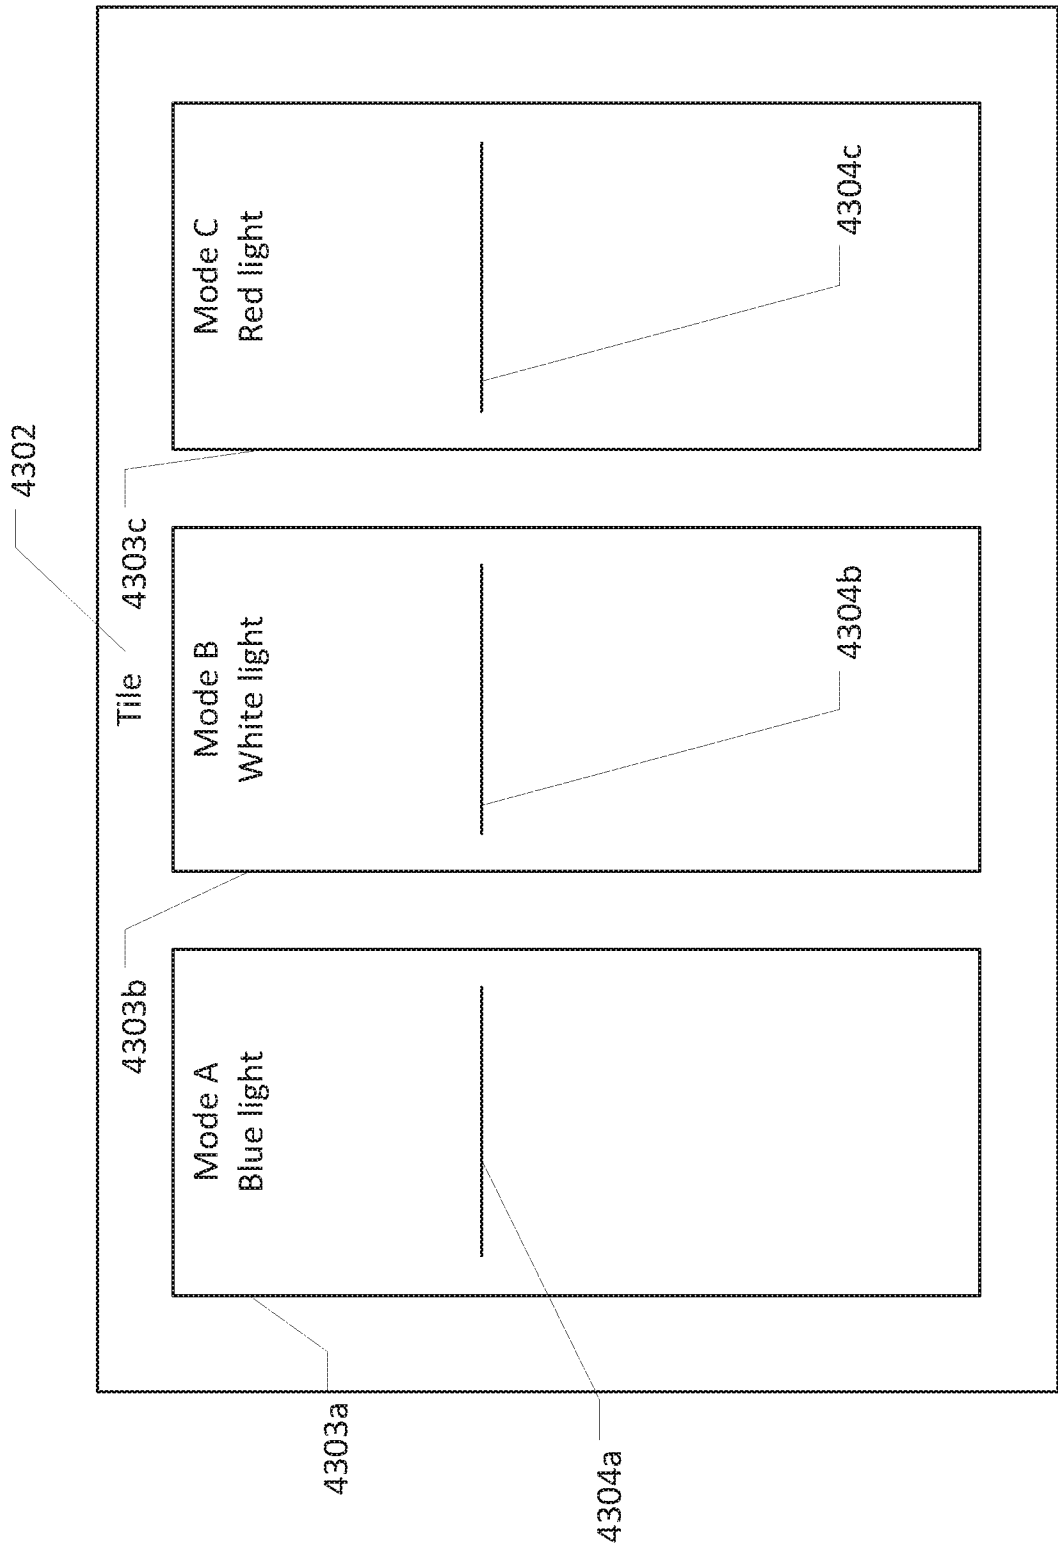 4302
Tile
4303a
4303b
4303c
Mode A
Blue light
Mode B
White light
Mode C
Red light
4304a
4304b
4304c